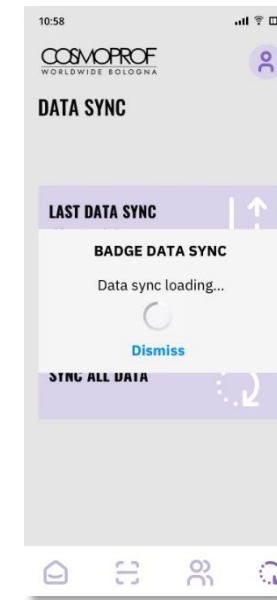 10:58
COSMOPROF
WORLDWIDE BOLOGNA
DATA SYNC
LAST DATA SYNC
BADGE DATA SYNC
Data sync loading...
Dismiss
SYNC ALL DATA